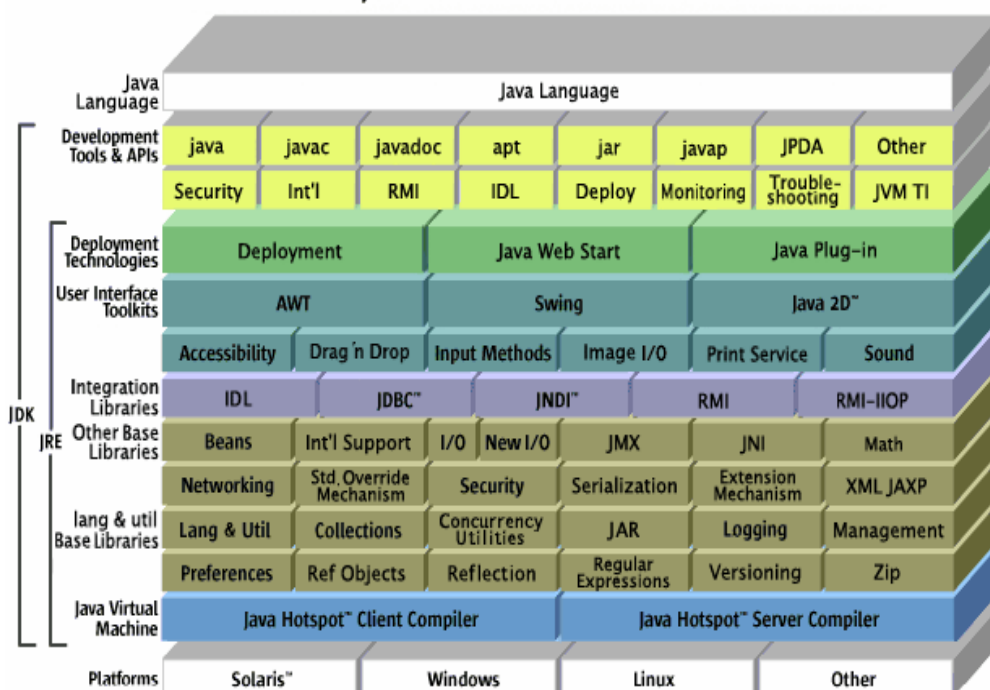 Java
Language
Java Language
Development
Tools & APIs
java javac javadoc apt jar javap JPDA Other
Security Int'l RMI IDL Deploy Monitoring Trouble-
shooting JVM TI
Deployment
Technologies
Deployment Java Web Start Java Plug-in
User Interface
Toolkits
AWT Swing Java 2D™
Accessibility Drag 'n Drop Input Methods Image I/O Print Service Sound
Integration
Libraries
IDL JDBC™ JNDI™ RMI RMI-IIOP
JDK
JRE
Other Base
Libraries
Beans Int'l Support I/O New I/O JMX JNI Math
Networking Std. Override
Mechanism Security Serialization Extension
Mechanism XML JAXP
lang & util
Base Libraries
Lang & Util Collections Concurrency
Utilities JAR Logging Management
Preferences Ref Objects Reflection Regular
Expressions Versioning Zip
Java Virtual
Machine
Java Hotspot™ Client Compiler Java Hotspot™ Server Compiler
Platforms
Solaris™ Windows Linux Other